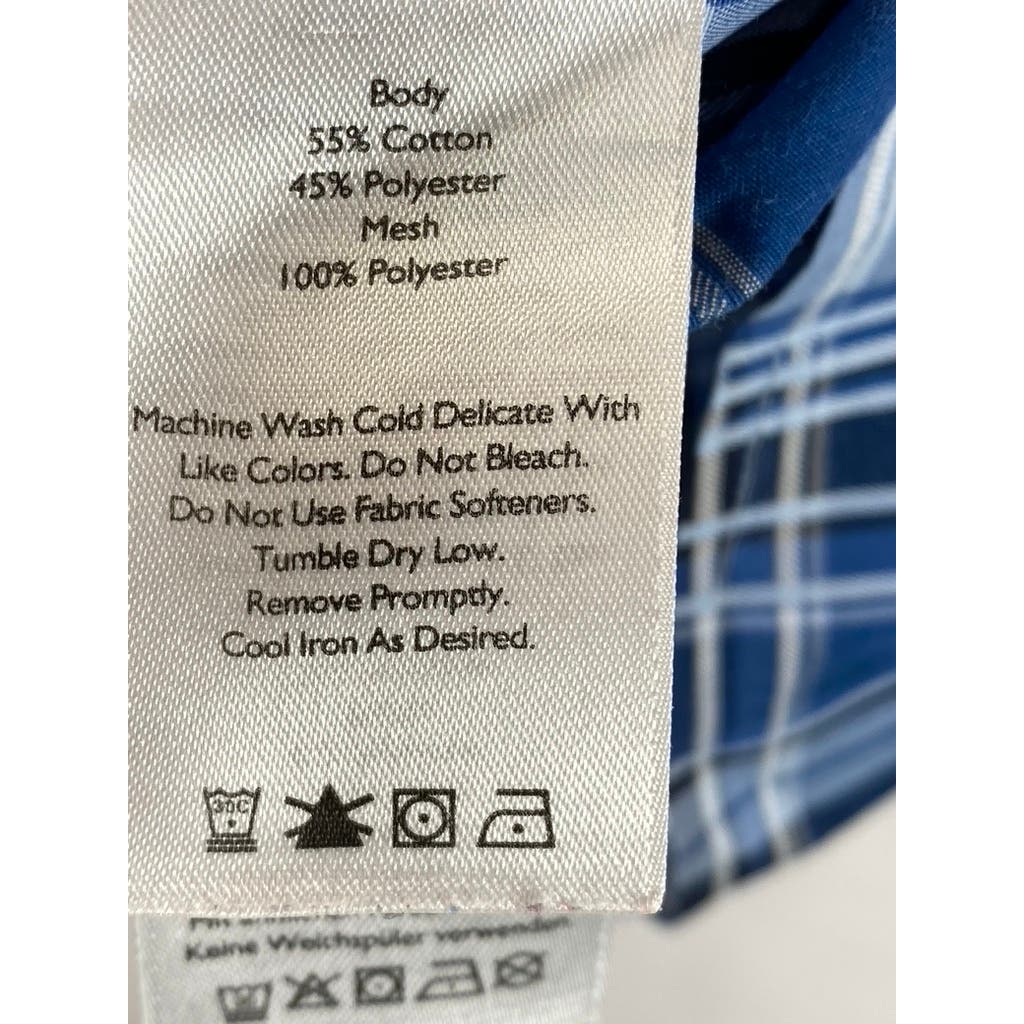 Body
55% Cotton
45% Polyester
Mesh
100% Polyester
Machine Wash Cold Delicate With
Like Colors. Do Not Bleach.
Do Not Use Fabric Softeners.
Tumble Dry Low.
Remove Promptly.
Cool Iron As Desired.
30C
Keine Weichspüler verwenden